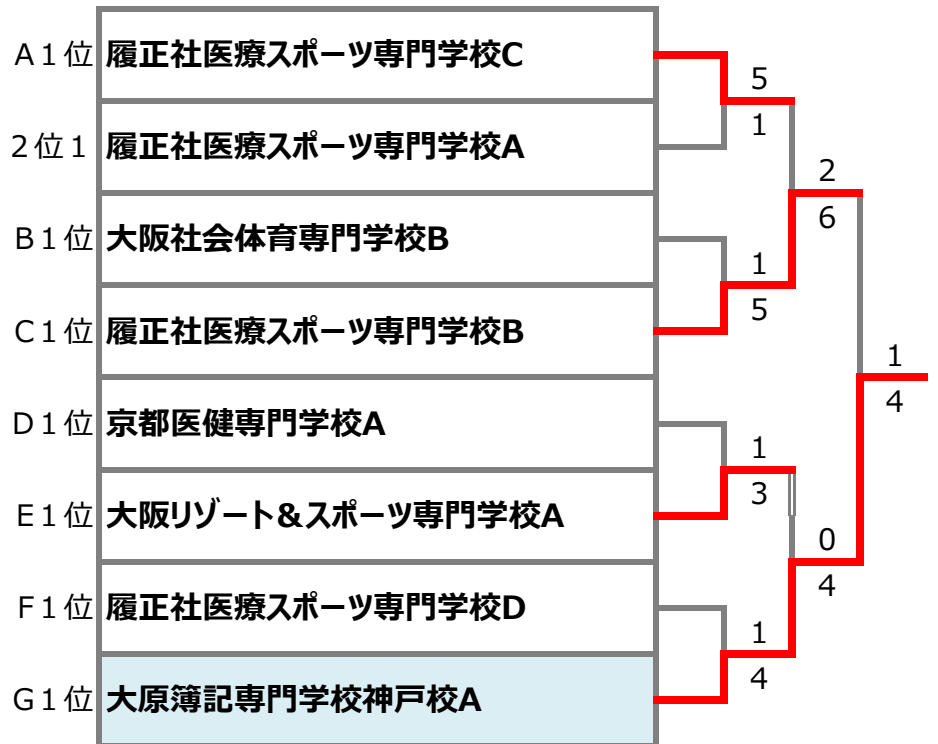 A１位 履正社医療スポーツ専門学校C
5
２位１ 履正社医療スポーツ専門学校A
1
2
B１位 大阪社会体育専門学校B
6
1
C１位 履正社医療スポーツ専門学校B
5
1
4
D１位 京都医健専門学校A
1
E１位 大阪リゾート&スポーツ専門学校A
3
0
F１位 履正社医療スポーツ専門学校D
4
1
G１位 大原簿記専門学校神戸校A
4